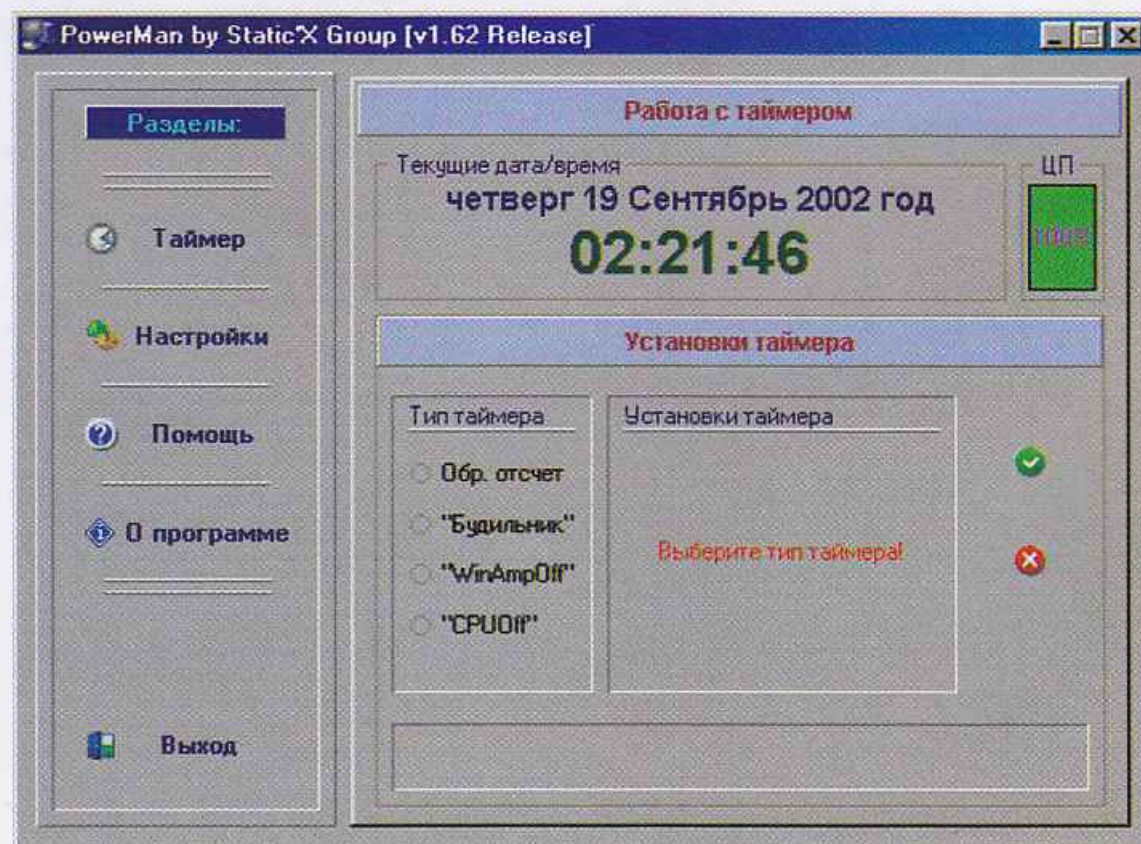 PowerMan by Static'X Group [v1.62 Release]
Разделы:
Таймер
Настройки
Помощь
О программе
Выход
Работа с таймером
Текущие дата/время
четверг 19 Сентябрь 2002 год
02:21:46
ЦП
100%
Установки таймера
Тип таймера
Обр. отсчет
"Будильник"
"WinAmpOff"
"CPUOff"
Установки таймера
Выберите тип таймера!